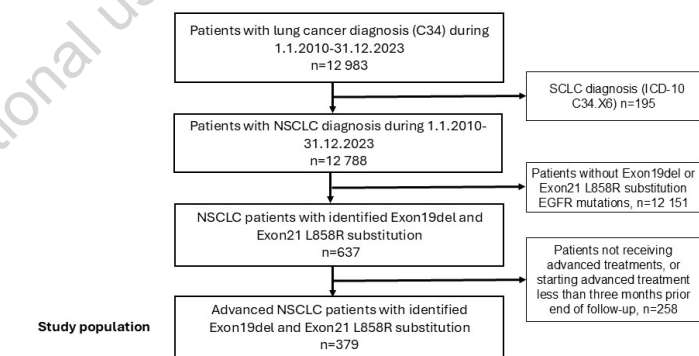 Patients with lung cancer diagnosis (C34) during
1.1.2010-31.12.2023
n=12 983
SCLC diagnosis (ICD-10
C34.X6) n=195
Patients with NSCLC diagnosis during 1.1.2010-
31.12.2023
n=12 788
Patients without Exon19del or
Exon21 L858R substitution
EGFR mutations, n=12 151
NSCLC patients with identified Exon19del and
Exon21 L858R substitution
n=637
Patients not receiving
advanced treatments, or
starting advanced treatment
less than three months prior
end of follow-up, n=258
Study population
Advanced NSCLC patients with identified
Exon19del and Exon21 L858R substitution
n=379
tional us